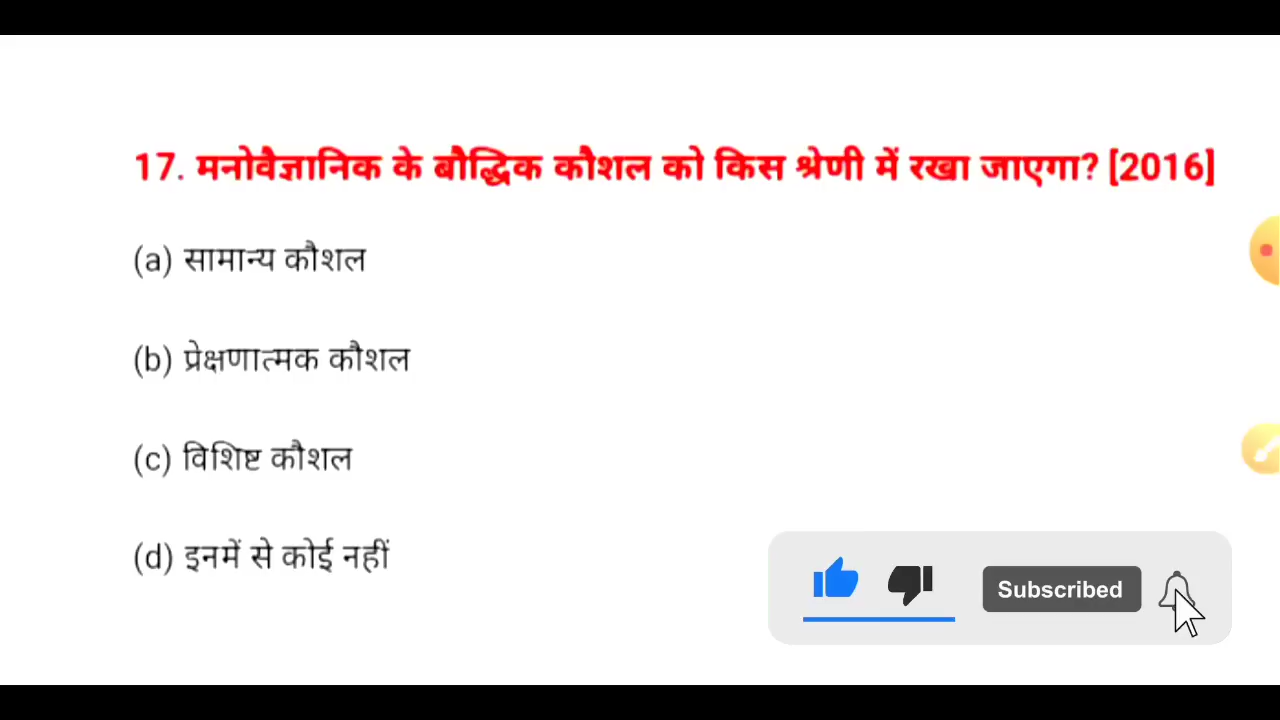 17. मनोवैज्ञानिक के बौद्धिक कौशल को किस श्रेणी में रखा जाएगा? [2016]
(a) सामान्य कौशल
(b) प्रेक्षणात्मक कौशल
(c) विशिष्ट कौशल
(d) इनमें से कोई नहीं
Subscribed